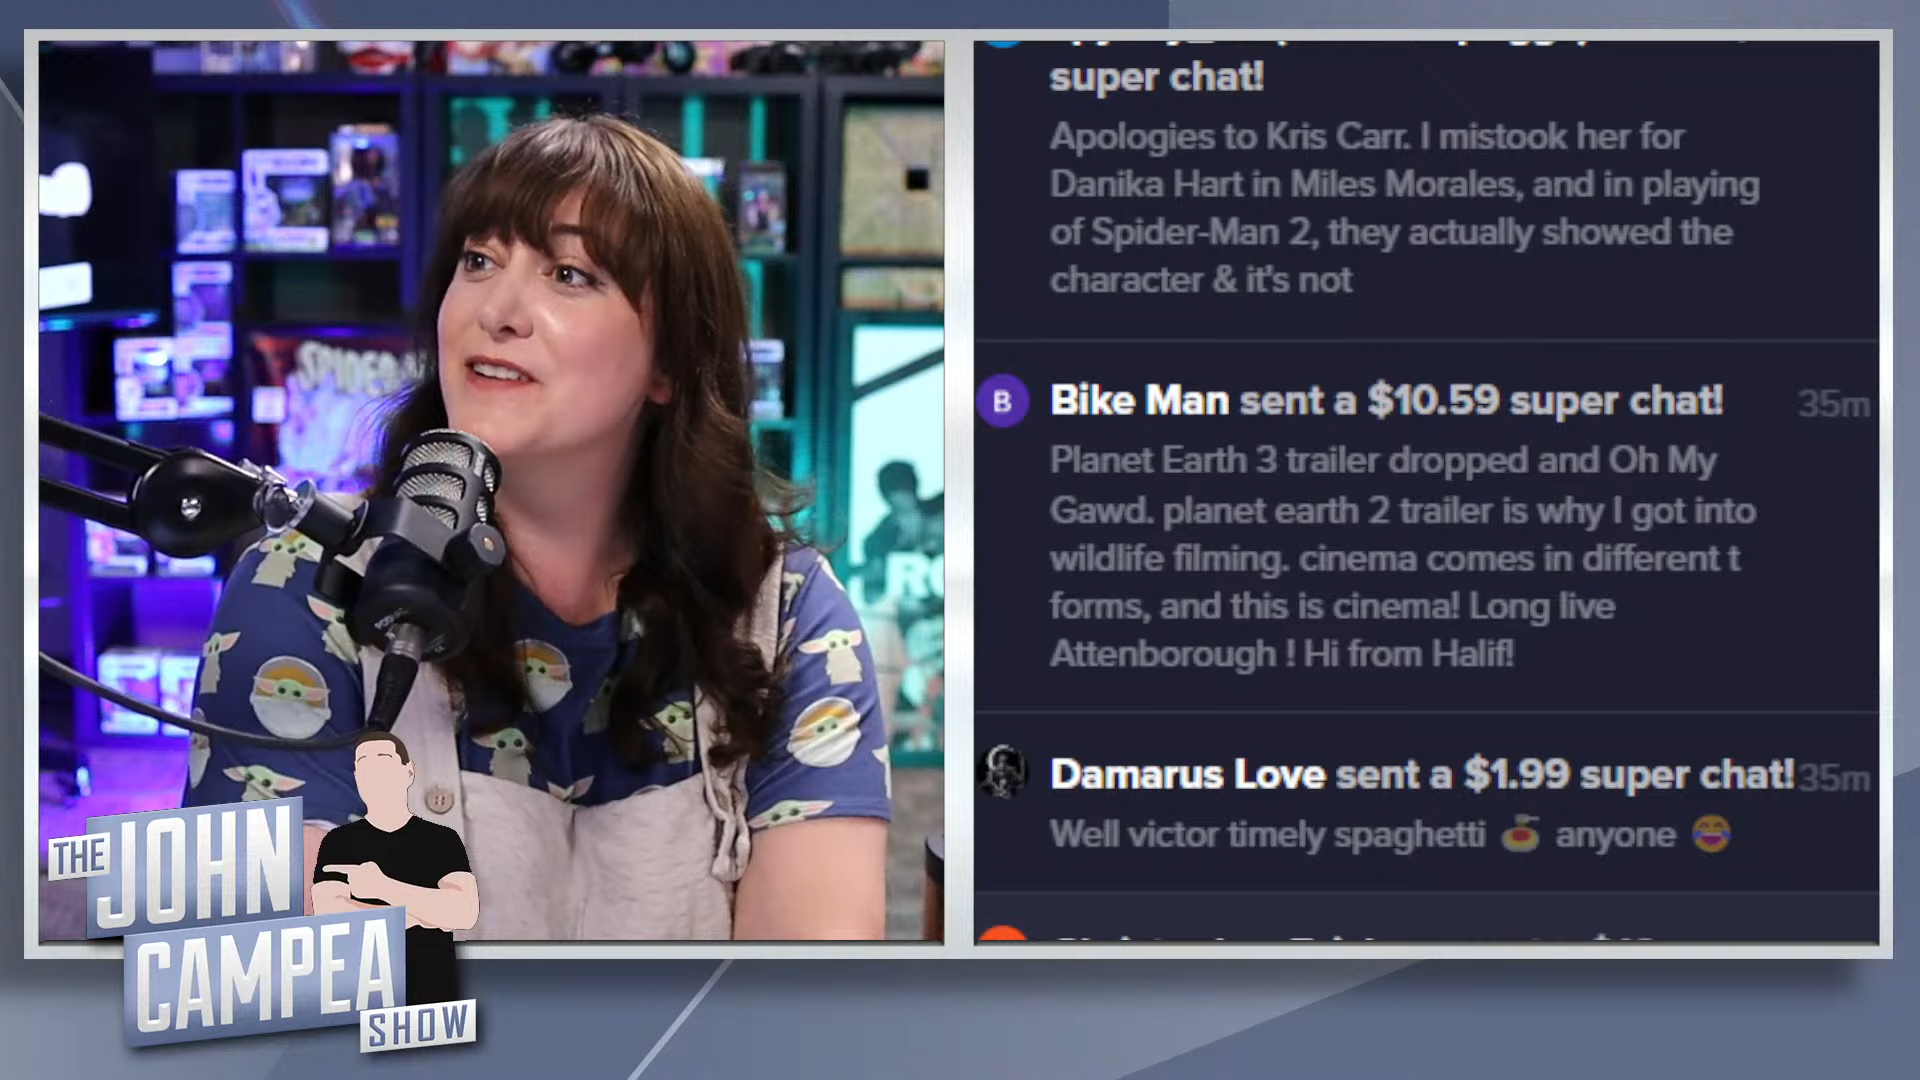 super chat!
Apologies to Kris Carr. I mistook her for
Danika Hart in Miles Morales, and in playing
of Spider-Man 2, they actually showed the
character & it's not
B
Bike Man sent a $10.59 super chat!
35m
Planet Earth 3 trailer dropped and Oh My
Gawd. planet earth 2 trailer is why I got into
wildlife filming. cinema comes in different t
forms, and this is cinema! Long live
Attenborough ! Hi from Halif!
Damarus Love sent a $1.99 super chat!
35m
Well victor timely spaghetti 🍝 anyone 😂
THE
JOHN
CAMPEA
SHOW